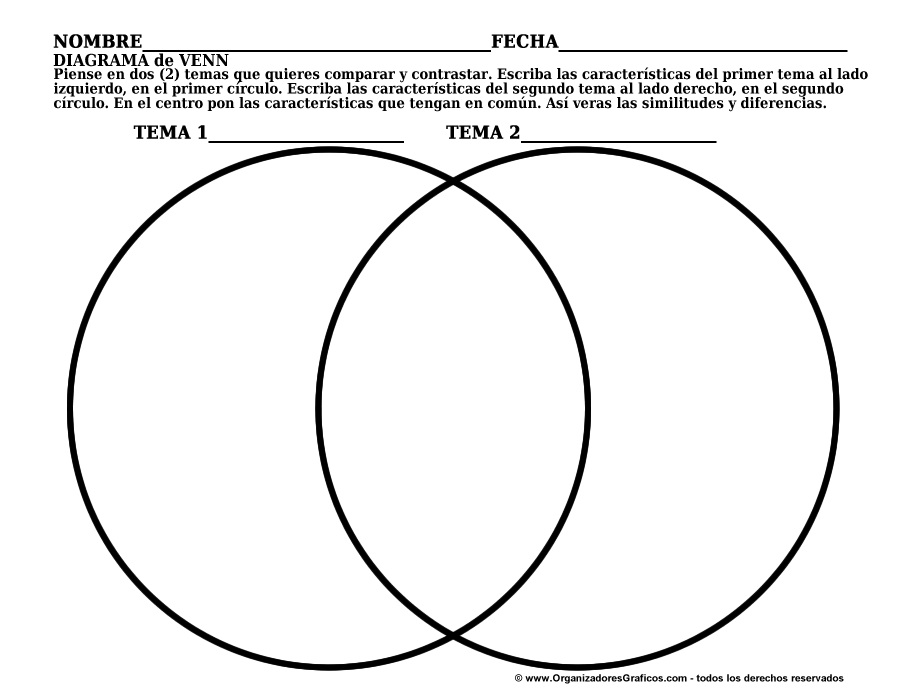 NOMBRE FECHA
DIAGRAMA de VENN
Piense en dos (2) temas que quieres comparar y contrastar. Escriba las características del primer tema al lado
izquierdo, en el primer círculo. Escriba las características del segundo tema al lado derecho, en el segundo
círculo. En el centro pon las características que tengan en común. Así veras las similitudes y diferencias.
TEMA 1 TEMA 2
© www.OrganizadoresGraficos.com - todos los derechos reservados